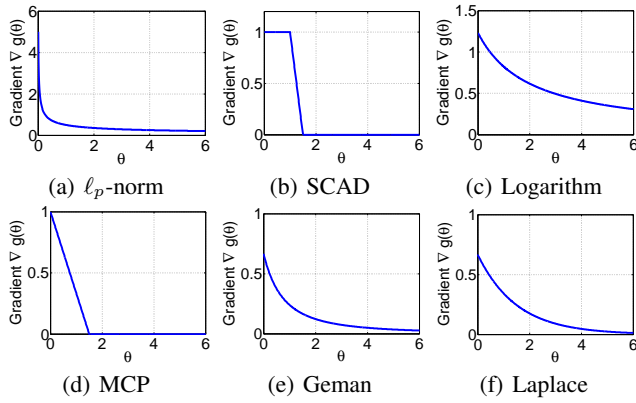 6
4
2
0
0 2 4 6
Gradient ∇ g(θ)
θ
(a) ℓp-norm
1
0.5
0
0 2 4 6
Gradient ∇ g(θ)
θ
(b) SCAD
1.5
1
0.5
0
0 2 4 6
Gradient ∇ g(θ)
θ
(c) Logarithm
1
0.5
0
0 2 4 6
Gradient ∇ g(θ)
θ
(d) MCP
1
0.5
0
0 2 4 6
Gradient ∇ g(θ)
θ
(e) Geman
1
0.5
0
0 2 4 6
Gradient ∇ g(θ)
θ
(f) Laplace